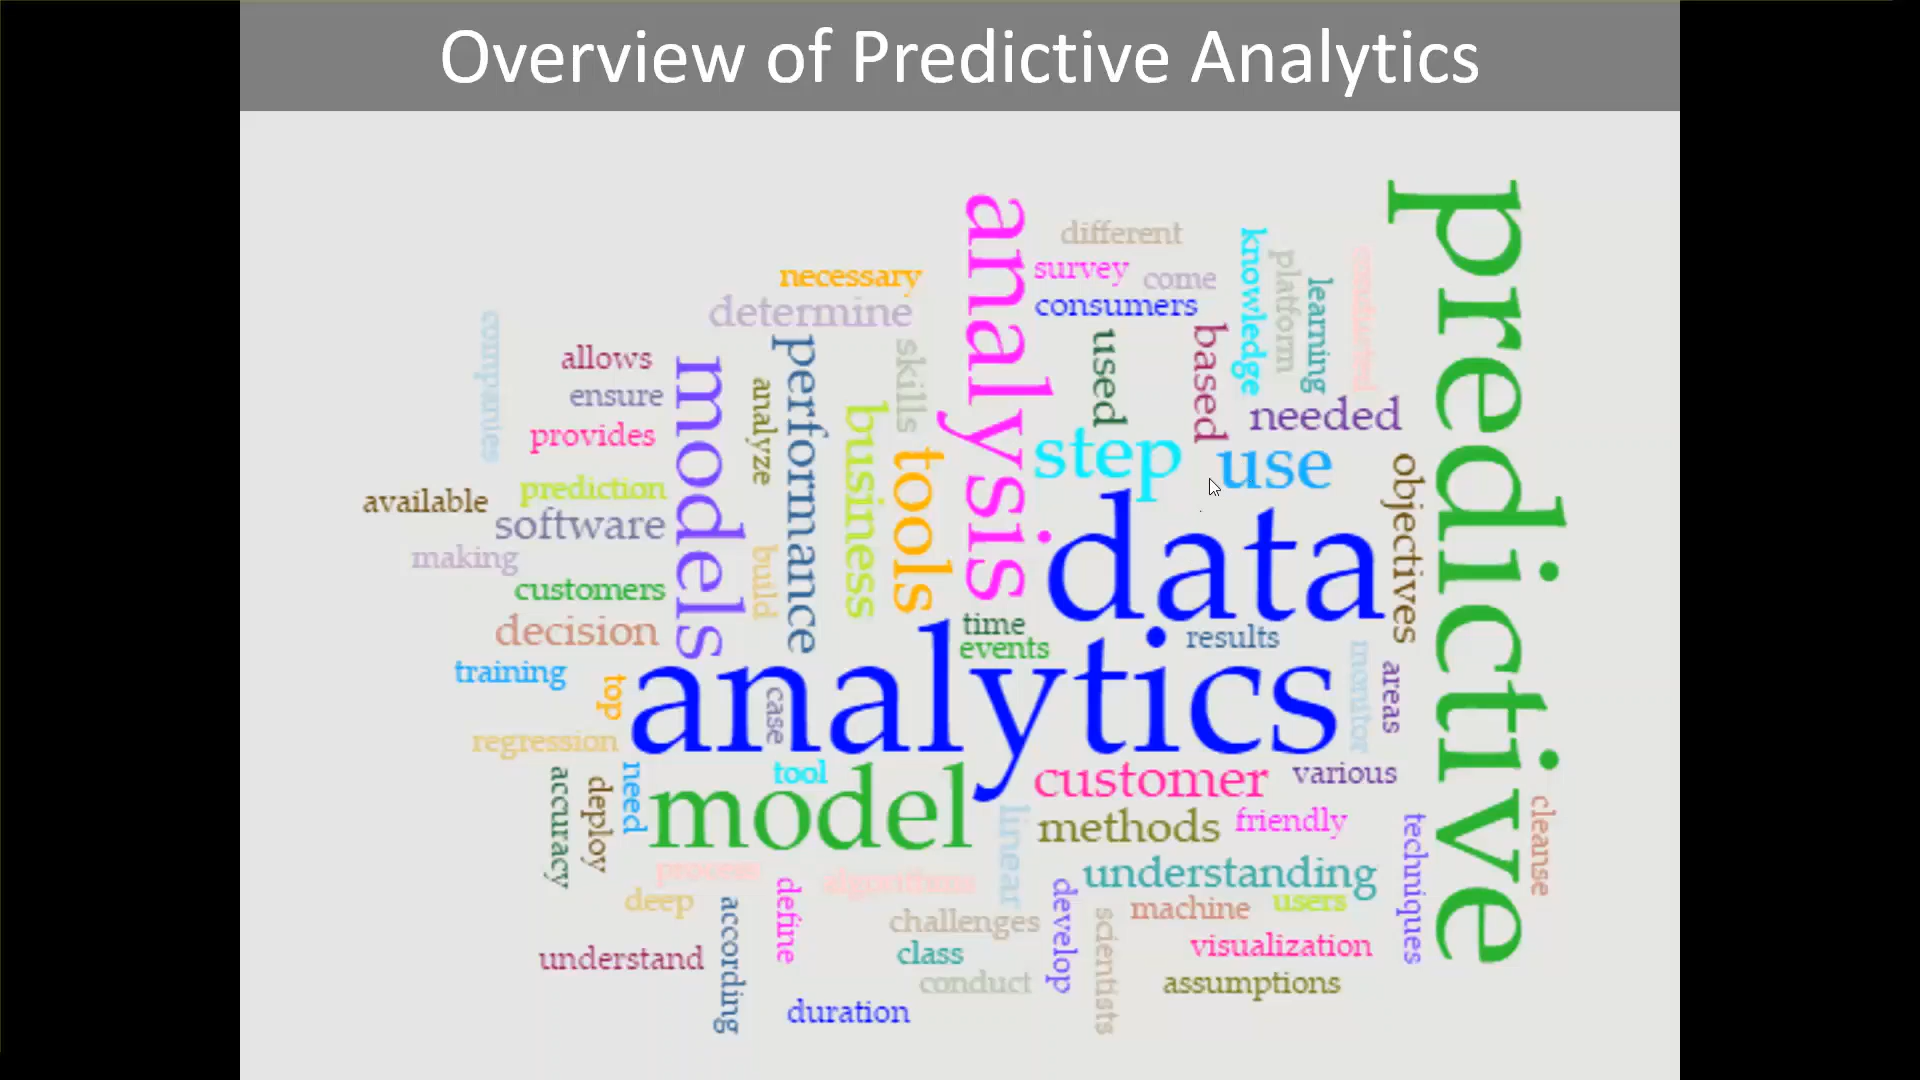 Overview of Predictive Analytics
predictive
analysis
different
survey
come
consumers
knowledge
platform
learning
conducted
necessary
determine
skills
used
based
needed
companies
allows
ensure
provides
models
analyze
performance
business
tools
step
use
objectives
available
prediction
software
making
customers
decision
training
build
data
time
events
results
top
case
analytics
monitor
areas
regression
accuracy
deploy
need
tool
model
customer
various
linear
methods
friendly
techniques
cleanse
process
algorithms
understanding
deep
according
define
challenges
develop
scientists
machine
users
understand
class
visualization
conduct
assumptions
duration